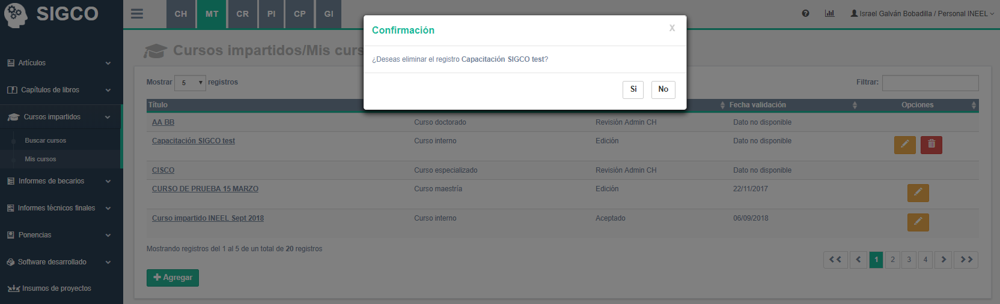 SIGCO
CH MT CR PI CP GI
Israel Galván Bobadilla / Personal INEEL
Confirmación
X
¿Deseas eliminar el registro Capacitación SIGCO test?
Si No
Artículos
Capítulos de libros
Cursos impartidos
Buscar cursos
Mis cursos
Informes de becarios
Informes técnicos finales
Ponencias
Software desarrollado
Insumos de proyectos
Cursos impartidos/Mis
Mostrar 5 registros
Filtrar:
Título Fecha validación Opciones
AA BB Curso doctorado Revisión Admin CH Dato no disponible
Capacitación SIGCO test Curso interno Edición Dato no disponible
CISCO Curso especializado Revisión Admin CH Dato no disponible
CURSO DE PRUEBA 15 MARZO Curso maestría Edición 22/11/2017
Curso impartido INEEL Sept 2018 Curso interno Aceptado 06/09/2018
Mostrando registros del 1 al 5 de un total de 20 registros
<< < 1 2 3 4 > >>
+ Agregar